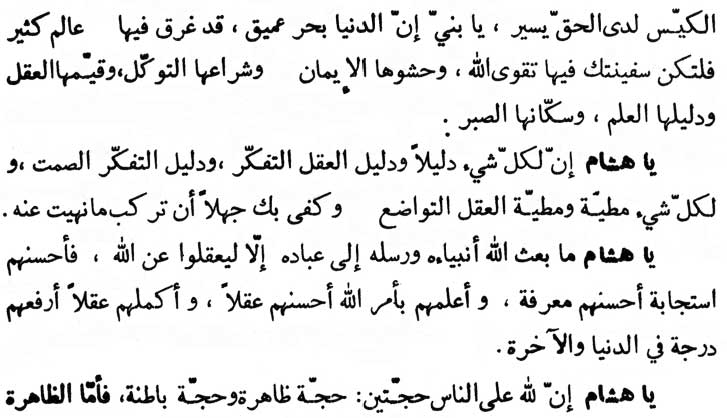 الكيّس لدى الحقّ يسير ، يا بنيّ إنّ الدنيا بحر عميق ، قد غرق فيها عالم كثير
فلتكن سفينتك فيها تقوى الله ، وحشوها الإيمان وشراعها التوكّل، وقيّمها العقل
ودليلها العلم ، وسكّانها الصبر .
يا هشام إنّ لكلّ شيء دليلاً ودليل العقل التفكّر ، ودليل التفكّر الصمت ، و
لكلّ شيء مطيّة ومطيّة العقل التواضع وكفى بك جهلاً أن تركب ما نهيت عنه .
يا هشام ما بعث الله أنبياءه ورسله إلى عباده إلّا ليعقلوا عن الله ، فأحسنهم
استجابة أحسنهم معرفة ، و أعلمهم بأمر الله أحسنهم عقلاً ، و أكملهم عقلاً أرفعهم
درجة في الدنيا والآخرة .
يا هشام إنّ لله على الناس حجّتين : حجّة ظاهرة وحجّة باطنة، فأمّا الظاهرة